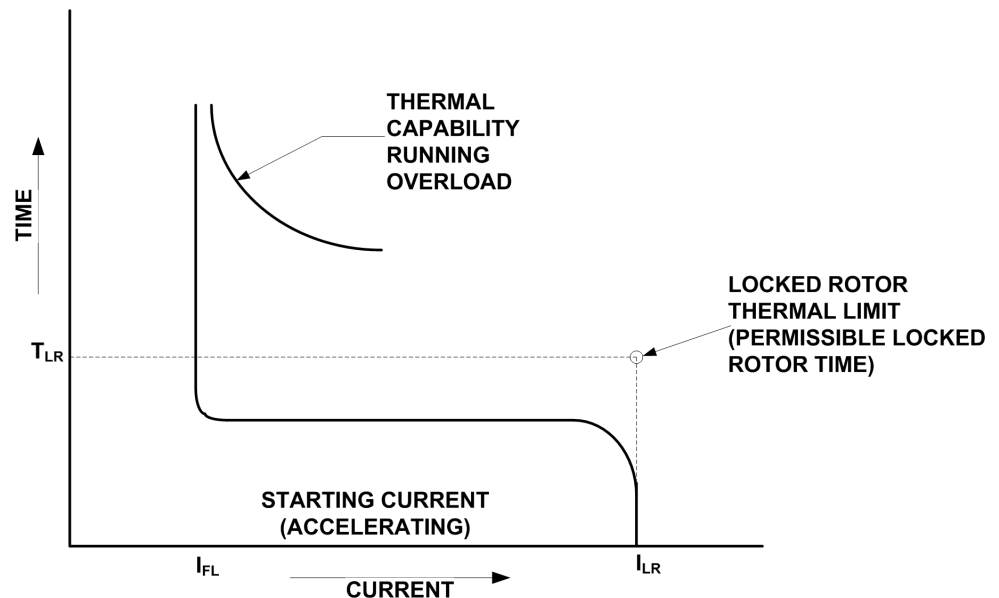 THERMAL
CAPABILITY
RUNNING
OVERLOAD
TIME
LOCKED ROTOR
THERMAL LIMIT
(PERMISSIBLE LOCKED
ROTOR TIME)
TLR
STARTING CURRENT
(ACCELERATING)
IFL
ILR
CURRENT